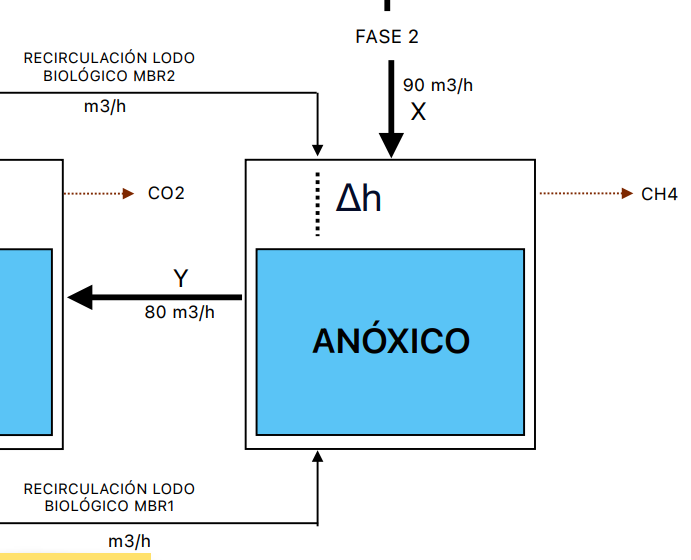 FASE 2
RECIRCULACIÓN LODO
BIOLÓGICO MBR2
m3/h
90 m3/h
X
CO2
Δh
CH4
Y
80 m3/h
ANÓXICO
RECIRCULACIÓN LODO
BIOLÓGICO MBR1
m3/h